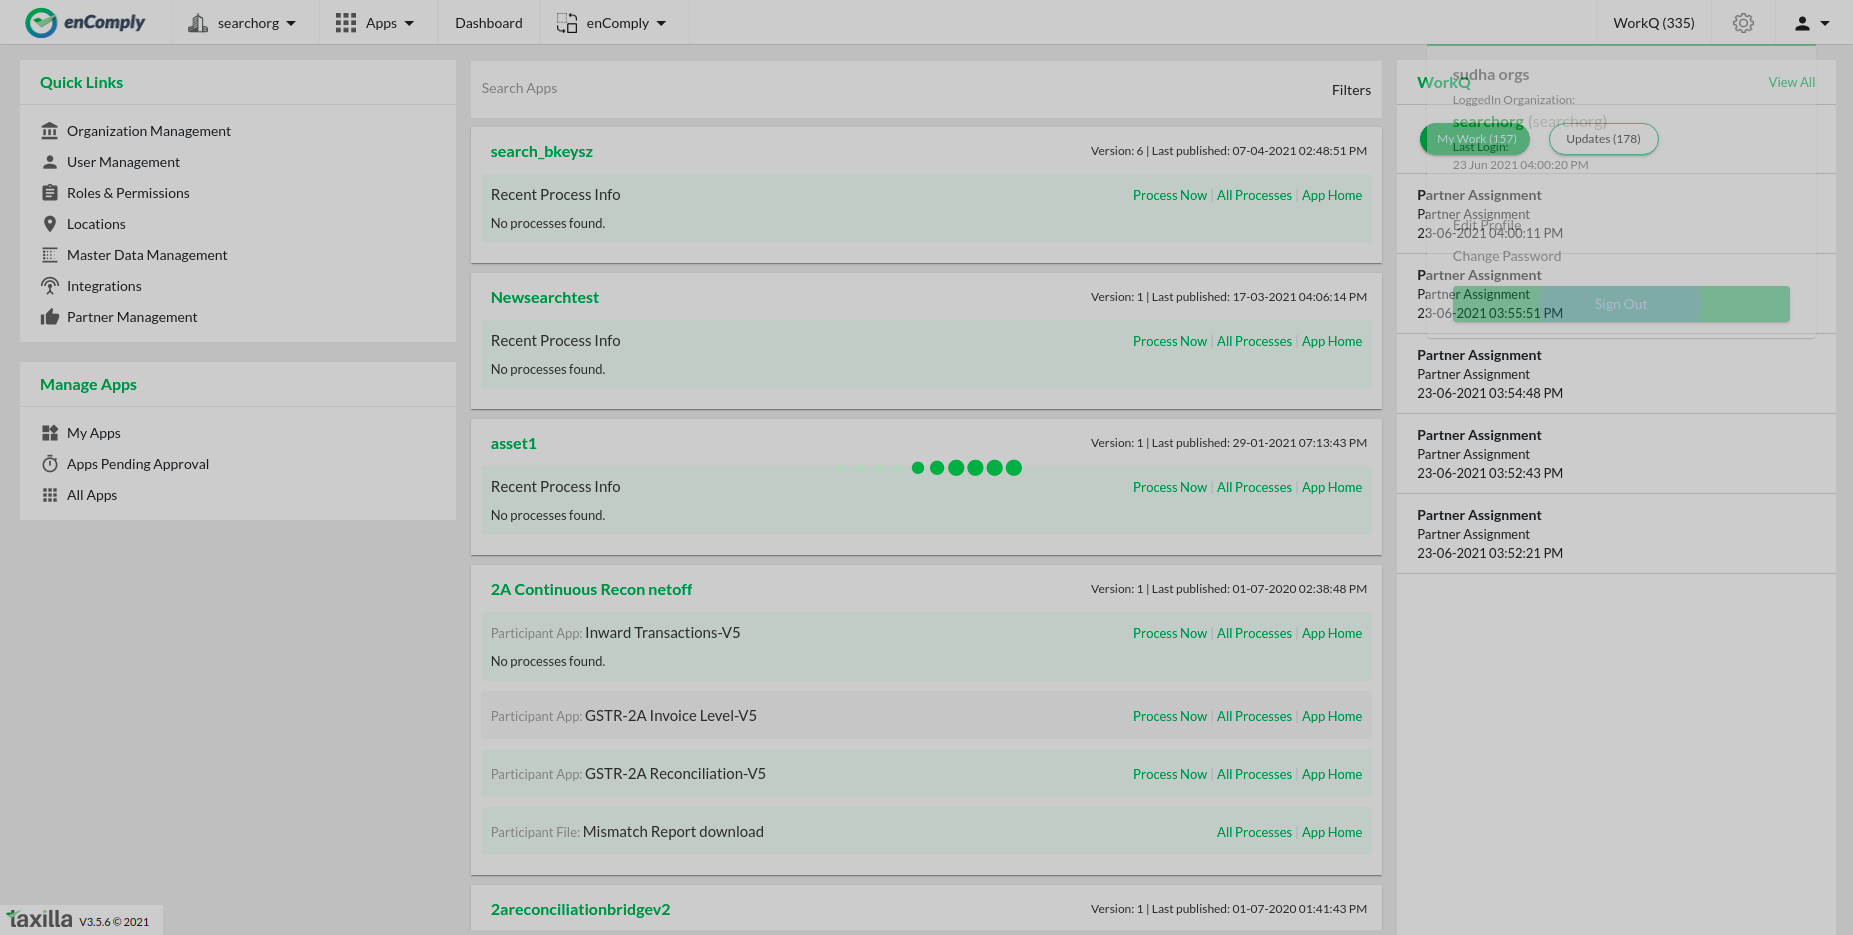 enComply
searchorg
Apps
Dashboard
enComply
WorkQ (335)
Quick Links
Organization Management
User Management
Roles & Permissions
Locations
Master Data Management
Integrations
Partner Management
Manage Apps
My Apps
Apps Pending Approval
All Apps
taxilla V3.5.6 © 2021
Search Apps
Filters
search_bkeysz
Version: 6 | Last published: 07-04-2021 02:48:51 PM
Recent Process Info
Process Now | All Processes | App Home
No processes found.
Newsearchtest
Version: 1 | Last published: 17-03-2021 04:06:14 PM
Recent Process Info
Process Now | All Processes | App Home
No processes found.
asset1
Version: 1 | Last published: 29-01-2021 07:13:43 PM
Recent Process Info
Process Now | All Processes | App Home
No processes found.
2A Continuous Recon netoff
Version: 1 | Last published: 01-07-2020 02:38:48 PM
Participant App: Inward Transactions-V5
Process Now | All Processes | App Home
No processes found.
Participant App: GSTR-2A Invoice Level-V5
Process Now | All Processes | App Home
Participant App: GSTR-2A Reconciliation-V5
Process Now | All Processes | App Home
Participant File: Mismatch Report download
All Processes | App Home
2areconciliationbridgev2
Version: 1 | Last published: 01-07-2020 01:41:43 PM
WorkQ
View All
My Work (157)
Updates (178)
sudha orgs
LoggedIn Organization:
searchorg (searchorg)
Last Login:
23 Jun 2021 04:00:20 PM
Edit Profile
Change Password
Sign Out
Partner Assignment
Partner Assignment
23-06-2021 04:00:11 PM
Partner Assignment
Partner Assignment
23-06-2021 03:55:51 PM
Partner Assignment
Partner Assignment
23-06-2021 03:54:48 PM
Partner Assignment
Partner Assignment
23-06-2021 03:52:43 PM
Partner Assignment
Partner Assignment
23-06-2021 03:52:21 PM